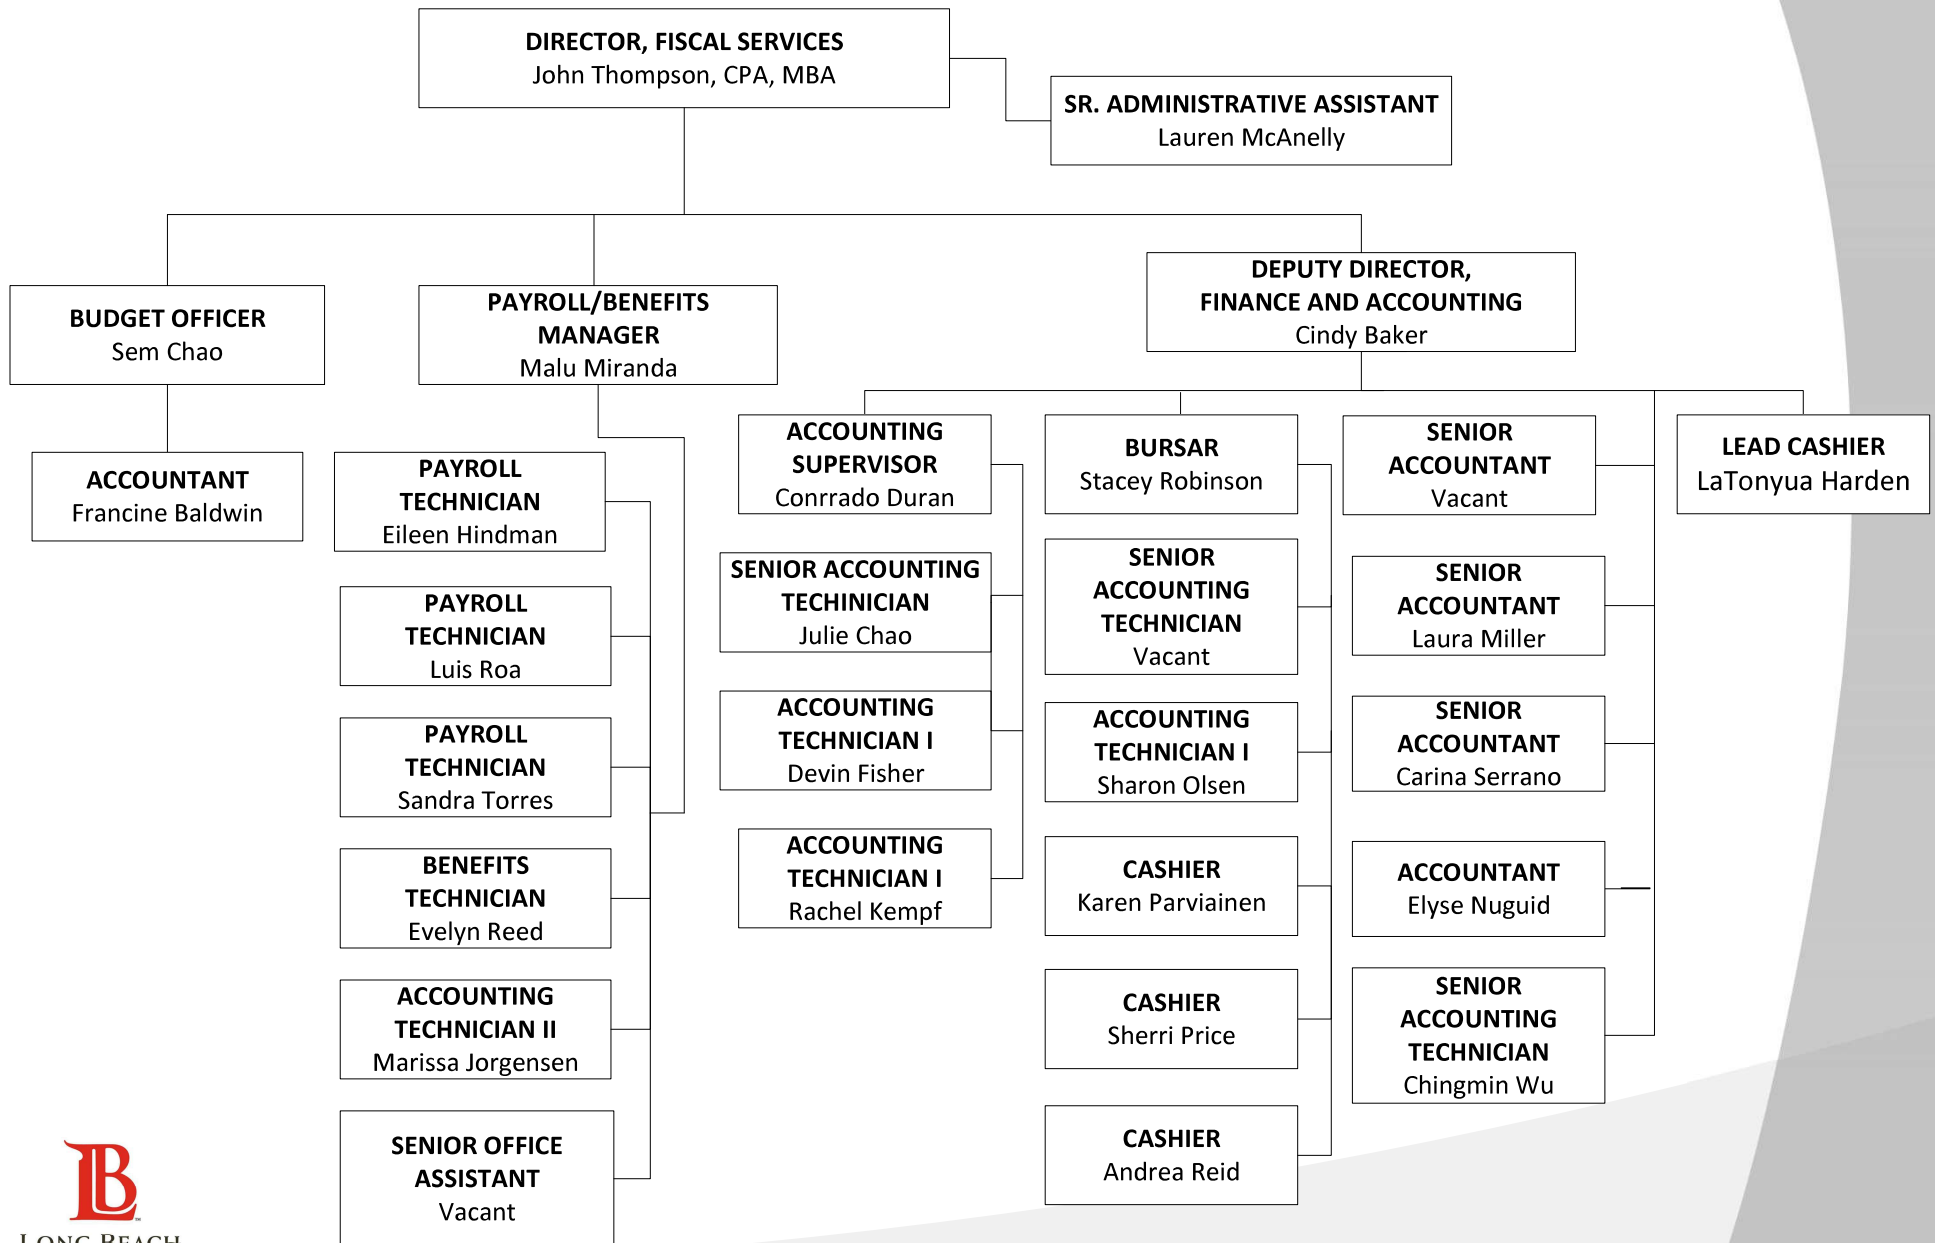 DIRECTOR, FISCAL SERVICES
John Thompson, CPA, MBA
SR. ADMINISTRATIVE ASSISTANT
Lauren McAnelly
BUDGET OFFICER
Sem Chao
ACCOUNTANT
Francine Baldwin
PAYROLL/BENEFITS
MANAGER
Malu Miranda
PAYROLL
TECHNICIAN
Eileen Hindman
PAYROLL
TECHNICIAN
Luis Roa
PAYROLL
TECHNICIAN
Sandra Torres
BENEFITS
TECHNICIAN
Evelyn Reed
ACCOUNTING
TECHNICIAN II
Marissa Jorgensen
SENIOR OFFICE
ASSISTANT
Vacant
DEPUTY DIRECTOR,
FINANCE AND ACCOUNTING
Cindy Baker
ACCOUNTING
SUPERVISOR
Conrrado Duran
SENIOR ACCOUNTING
TECHINICIAN
Julie Chao
ACCOUNTING
TECHNICIAN I
Devin Fisher
ACCOUNTING
TECHNICIAN I
Rachel Kempf
BURSAR
Stacey Robinson
SENIOR
ACCOUNTING
TECHNICIAN
Vacant
ACCOUNTING
TECHNICIAN I
Sharon Olsen
CASHIER
Karen Parviainen
CASHIER
Sherri Price
CASHIER
Andrea Reid
SENIOR
ACCOUNTANT
Vacant
SENIOR
ACCOUNTANT
Laura Miller
SENIOR
ACCOUNTANT
Carina Serrano
ACCOUNTANT
Elyse Nuguid
SENIOR
ACCOUNTING
TECHNICIAN
Chingmin Wu
LEAD CASHIER
LaTonyua Harden
LB
LONG BEACH